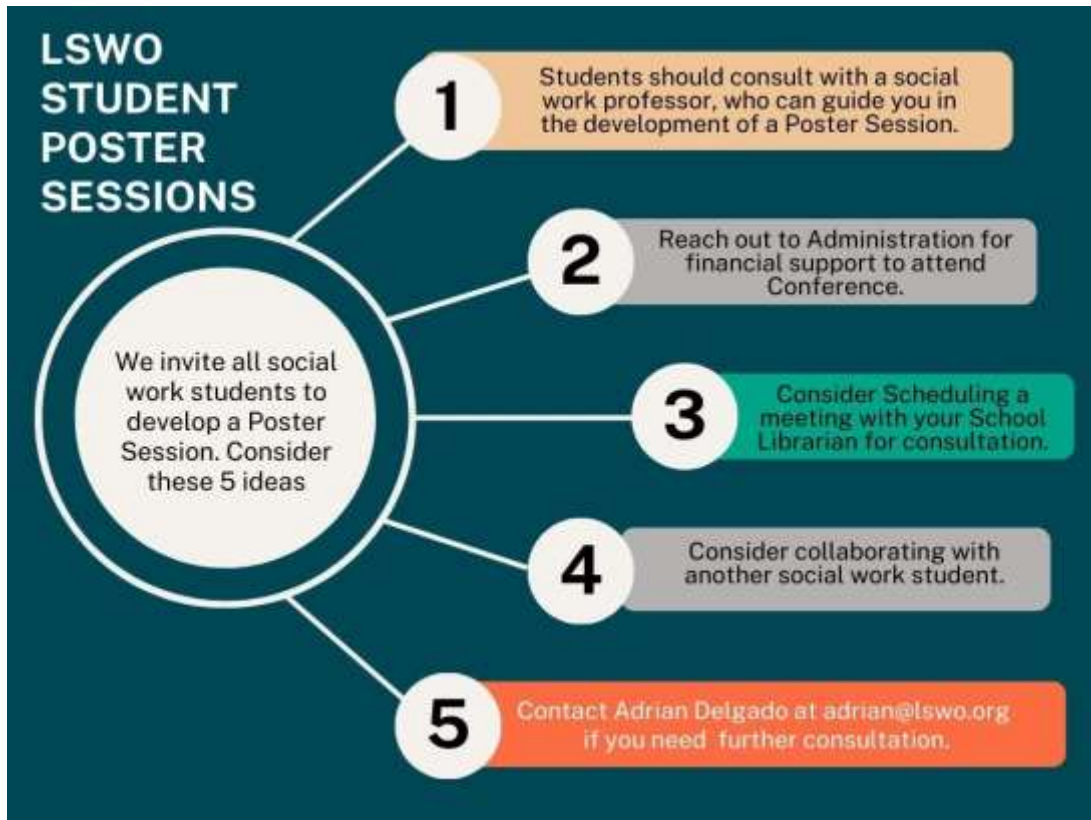 LSWO
STUDENT
POSTER
SESSIONS
We invite all social
work students to
develop a Poster
Session. Consider
these 5 ideas
1
Students should consult with a social
work professor, who can guide you in
the development of a Poster Session.
2
Reach out to Administration for
financial support to attend
Conference.
3
Consider Scheduling a
meeting with your School
Librarian for consultation.
4
Consider collaborating with
another social work student.
5
Contact Adrian Delgado at adrian@lswo.org
if you need further consultation.